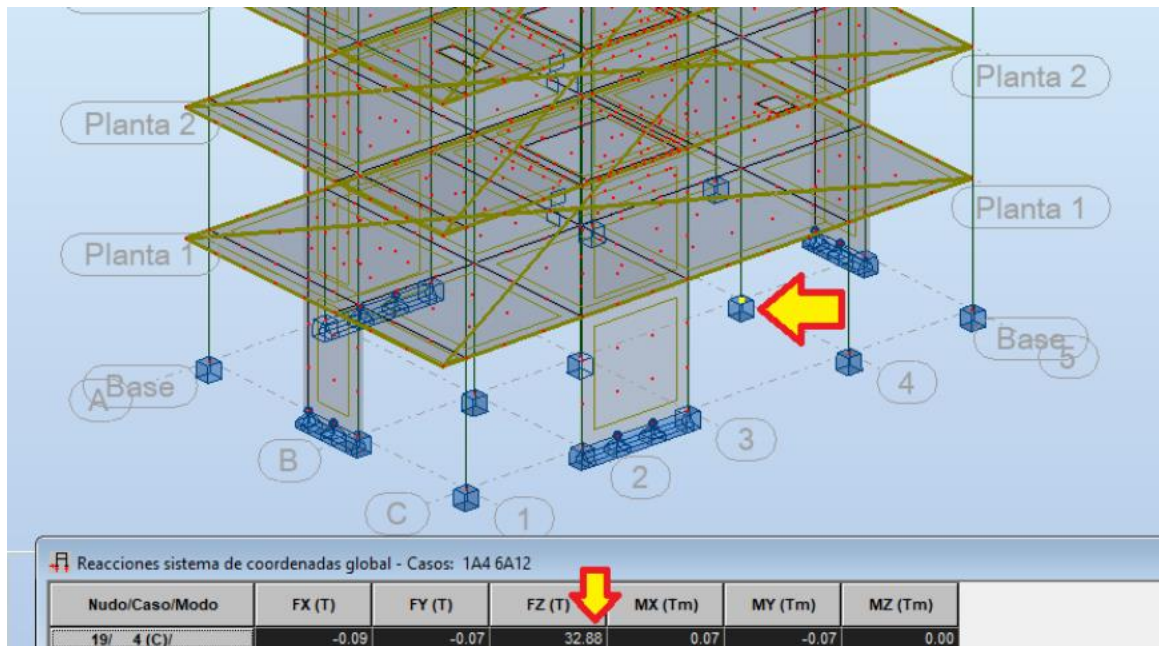 Planta 2
Planta 2
Planta 1
Planta 1
Base
5
4
A
Base
3
B
2
C
1
Reacciones sistema de coordenadas global - Casos: 1A4 6A12
Nudo/Caso/Modo FX (T) FY (T) FZ (T) MX (Tm) MY (Tm) MZ (Tm)
19/ 4 (C)/ -0.09 -0.07 32.88 0.07 -0.07 0.00